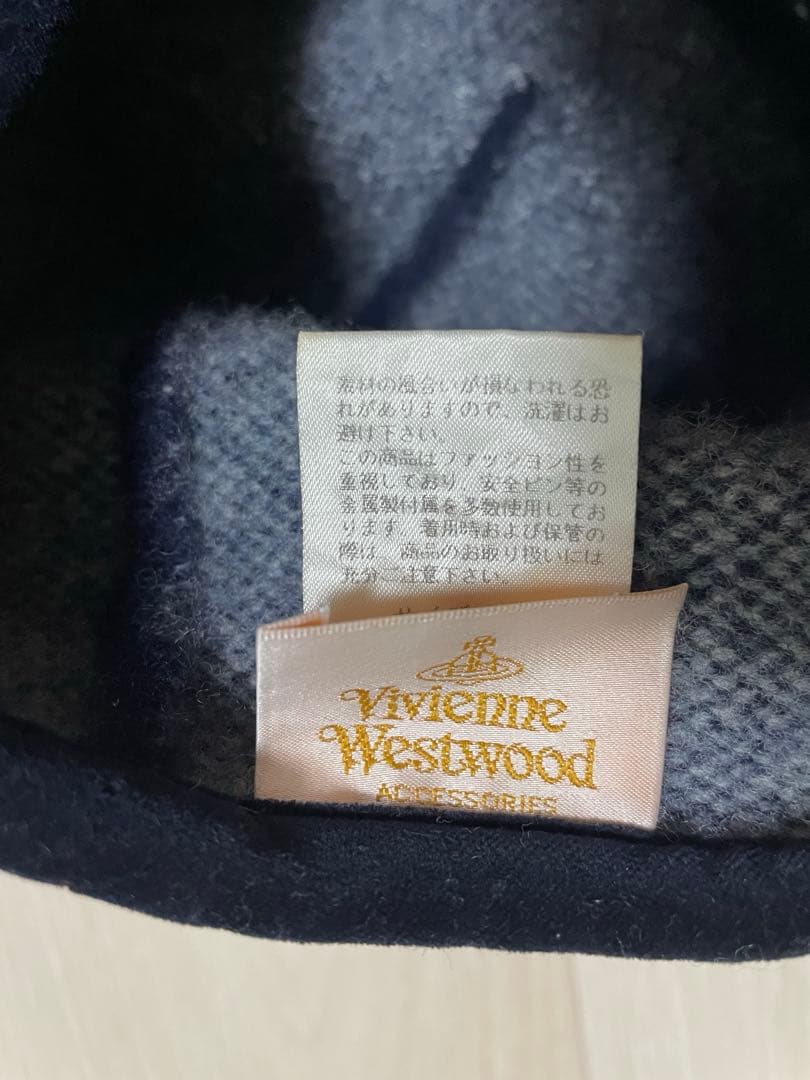 素材の風合いが損なわれる恐
れがありますので、洗濯はお
避け下さい。
この商品はファッション性を
重視しており、安全ピン等の
金属製付属を多数使用してお
ります。着用時および保管の
際は、商品のお取り扱いには
充分ご注意下さい。
サイズ
Vivienne
Westwood
ACCESSORIES